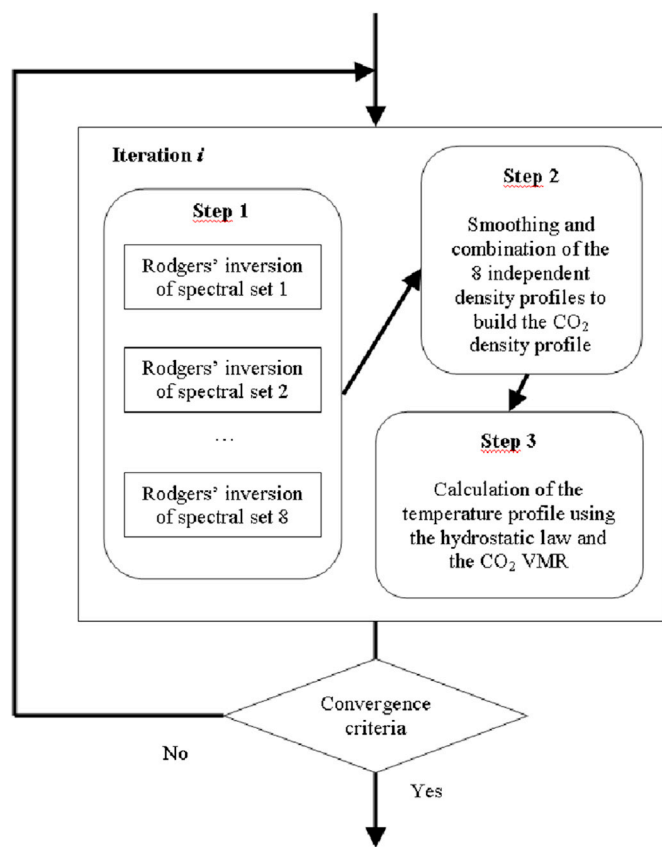 Iteration i
Step 1
Rodgers' inversion
of spectral set 1
Rodgers' inversion
of spectral set 2
...
Rodgers' inversion
of spectral set 8
Step 2
Smoothing and
combination of the
8 independent
density profiles to
build the CO₂
density profile
Step 3
Calculation of the
temperature profile using
the hydrostatic law and
the CO₂ VMR
Convergence
criteria
No
Yes